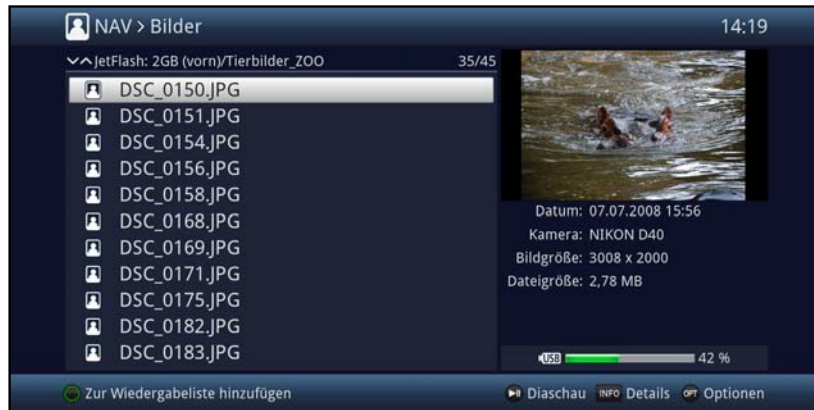 NAV > Bilder 14:19
JetFlash: 2GB (vorn)/Tierbilder_ZOO 35/45
DSC_0150.JPG
DSC_0151.JPG
DSC_0154.JPG
DSC_0156.JPG
DSC_0158.JPG
DSC_0168.JPG
DSC_0169.JPG
DSC_0171.JPG
DSC_0175.JPG
DSC_0182.JPG
DSC_0183.JPG
Datum: 07.07.2008 15:56
Kamera: NIKON D40
Bildgröße: 3008 x 2000
Dateigröße: 2,78 MB
USB 42 %
Zur Wiedergabeliste hinzufügen Diaschau INFO Details OPT Optionen